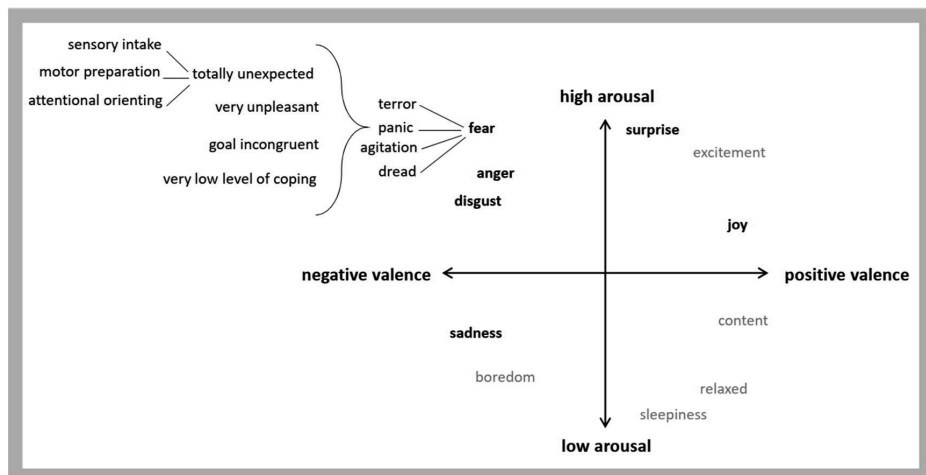 sensory intake
motor preparation
attentional orienting
totally unexpected
very unpleasant
goal incongruent
very low level of coping
terror
panic
agitation
dread
fear
anger
disgust
high arousal
surprise
excitement
joy
negative valence
positive valence
sadness
boredom
content
relaxed
sleepiness
low arousal